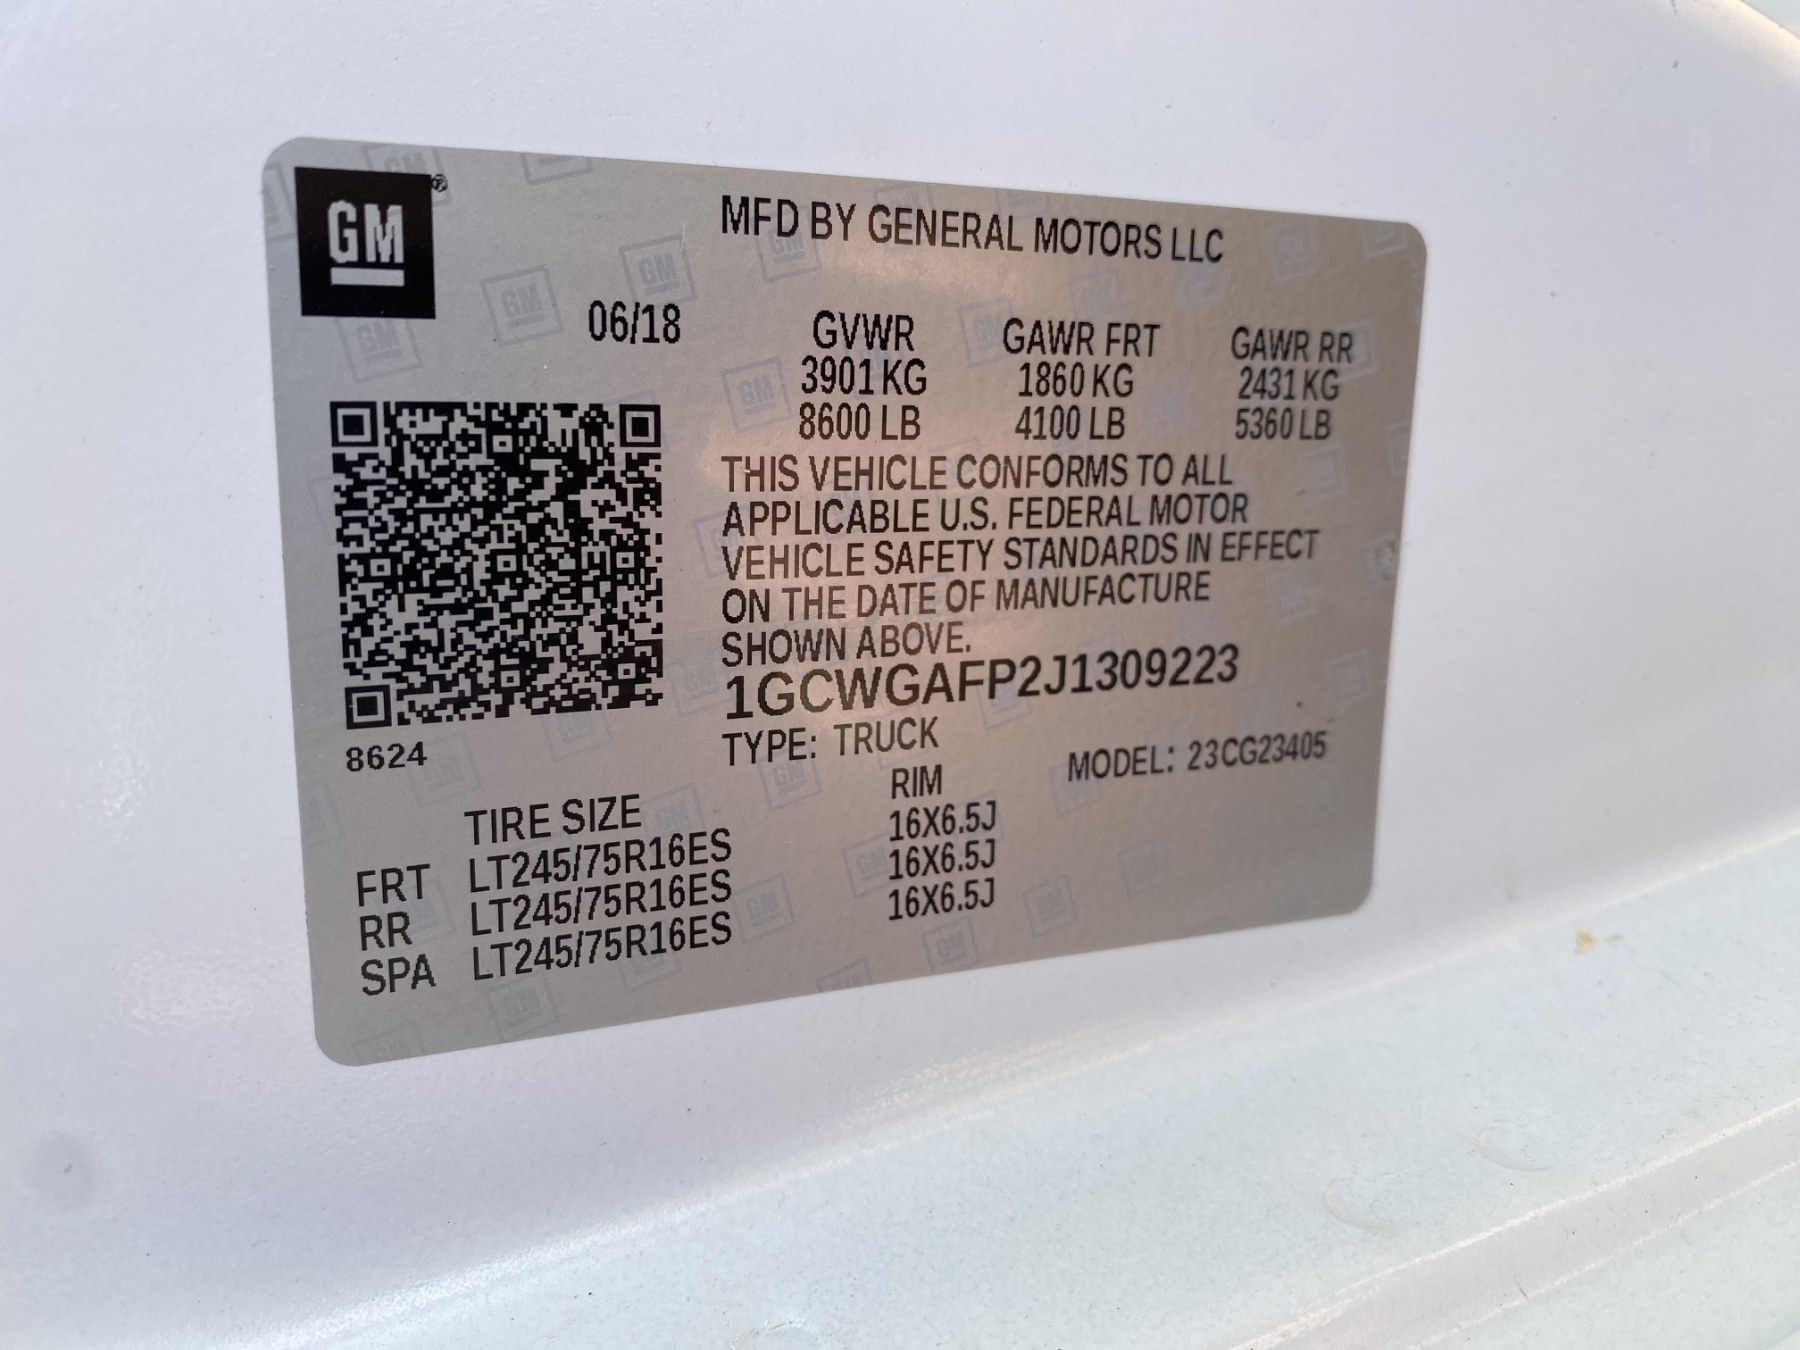 GM®
MFD BY GENERAL MOTORS LLC
06/18
GVWR GAWR FRT GAWR RR
3901 KG 1860 KG 2431 KG
8600 LB 4100 LB 5360 LB
THIS VEHICLE CONFORMS TO ALL
APPLICABLE U.S. FEDERAL MOTOR
VEHICLE SAFETY STANDARDS IN EFFECT
ON THE DATE OF MANUFACTURE
SHOWN ABOVE.
1GCWGAFP2J1309223
8624
TYPE: TRUCK MODEL: 23CG23405
TIRE SIZE RIM
FRT LT245/75R16ES 16X6.5J
RR LT245/75R16ES 16X6.5J
SPA LT245/75R16ES 16X6.5J